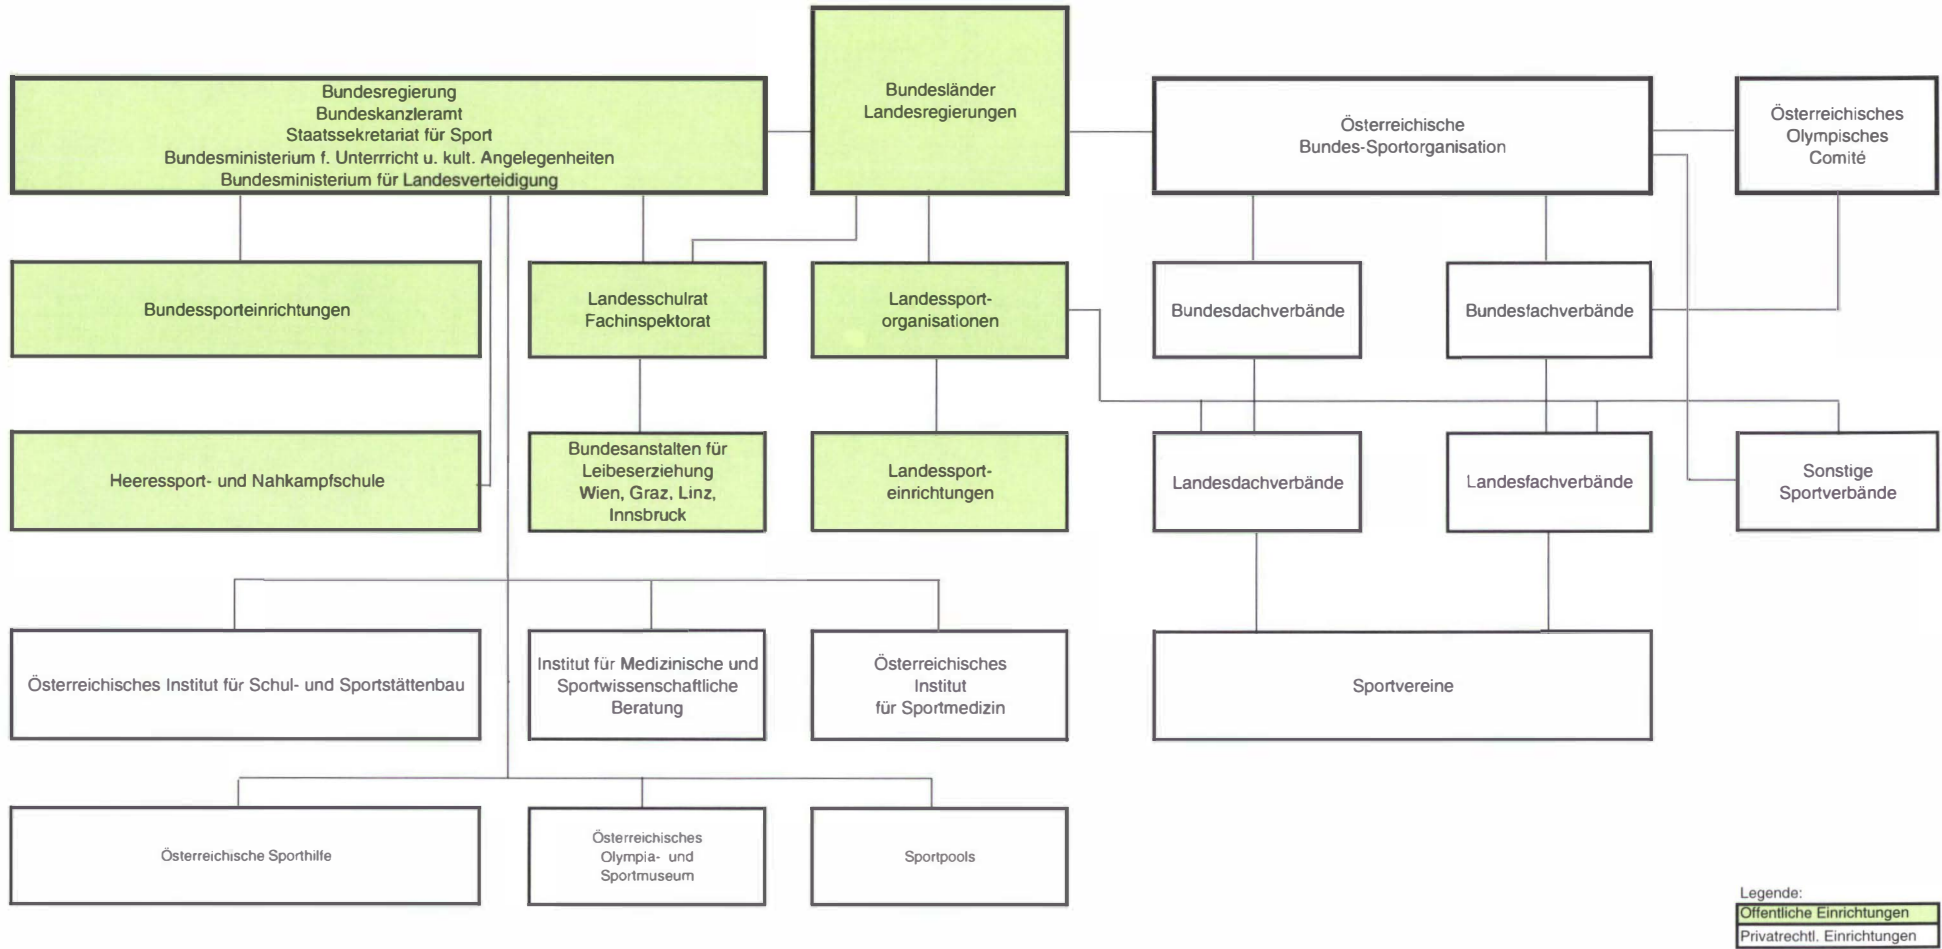 Bundesregierung
Bundeskanzleramt
Staatssekretariat für Sport
Bundesministerium f. Unterrricht u. kult. Angelegenheiten
Bundesministerium für Landesverteidigung
Bundesländer
Landesregierungen
Österreichische
Bundes-Sportorganisation
Österreichisches
Olympisches
Comité
Bundessporteinrichtungen
Landesschulrat
Fachinspektorat
Landessport-
organisationen
Bundesdachverbände
Bundesfachverbände
Heeressport- und Nahkampfschule
Bundesanstalten für
Leibeserziehung
Wien, Graz, Linz,
Innsbruck
Landessport-
einrichtungen
Landesdachverbände
Landesfachverbände
Sonstige
Sportverbände
Österreichisches Institut für Schul- und Sportstättenbau
Institut für Medizinische und
Sportwissenschaftliche
Beratung
Österreichisches
Institut
für Sportmedizin
Sportvereine
Österreichische Sporthilfe
Österreichisches
Olympia- und
Sportmuseum
Sportpools
Legende:
Offentliche Einrichtungen
Privatrechtl. Einrichtungen